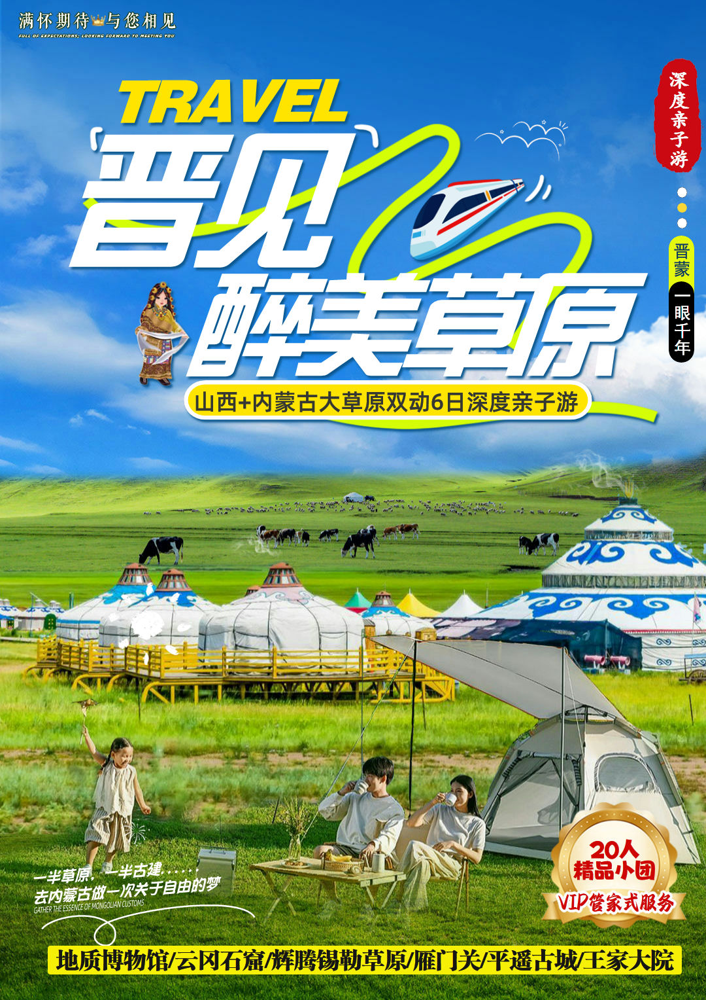 满怀期待与您相见
FULL OF EXPECTATIONS; LOOKING FORWARD TO MEETING YOU
深度亲子游
晋蒙
一眼千年
TRAVEL
晋见
醉美草原
山西+内蒙古大草原双动6日深度亲子游
一半草原，一半古建......
去内蒙古做一次关于自由的梦
GATHER THE ESSENCE OF MONGOLIAN CUSTOMS
20人
精品小团
VIP管家式服务
地质博物馆/云冈石窟/辉腾锡勒草原/雁门关/平遥古城/王家大院